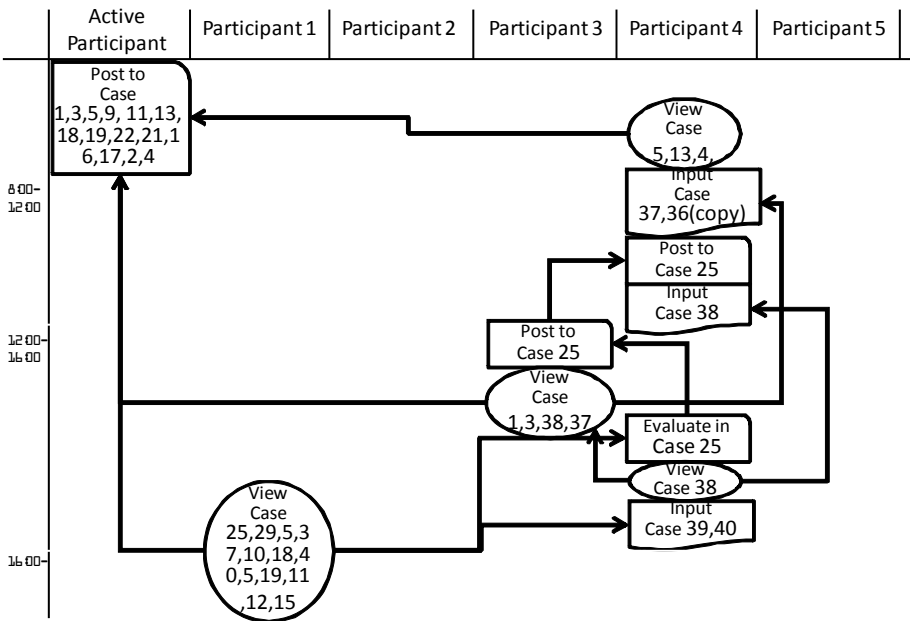 Active
Participant
Participant 1
Participant 2
Participant 3
Participant 4
Participant 5
Post to
Case
1,3,5,9, 11,13,
18,19,22,21,1
6,17,2,4
View
Case
5,13,4,
8:00-
12:00
Input
Case
37,36(copy)
Post to
Case 25
Input
Case 38
12:00-
16:00
Post to
Case 25
View
Case
1,3,38,37
Evaluate in
Case 25
View
Case 38
Input
Case 39,40
View
Case
25,29,5,3
7,10,18,4
0,5,19,11
,12,15
16:00-